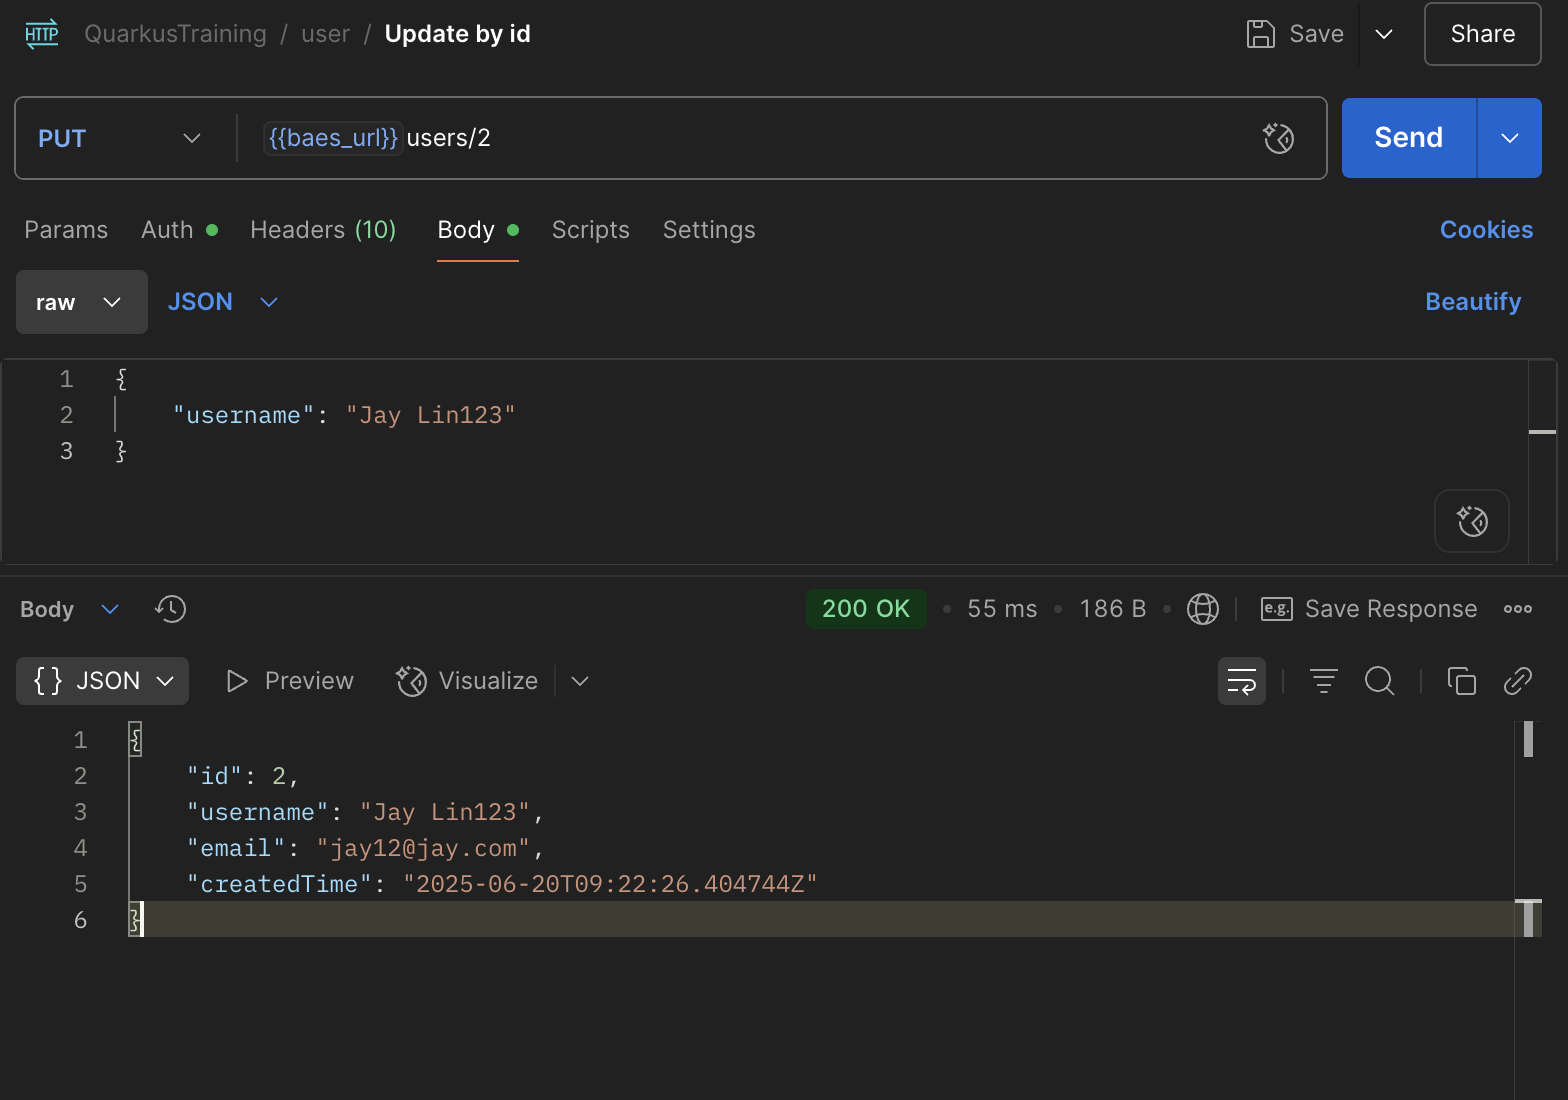 HTTP QuarkusTraining / user / Update by id Save Share
PUT {{baes_url}} users/2 Send
Params Auth Headers (10) Body Scripts Settings Cookies
raw JSON Beautify
1 {
2 "username": "Jay Lin123"
3 }
Body 200 OK • 55 ms • 186 B • e.g. Save Response
{} JSON Preview Visualize
1 {
2 "id": 2,
3 "username": "Jay Lin123",
4 "email": "jay12@jay.com",
5 "createdTime": "2025-06-20T09:22:26.404744Z"
6 }